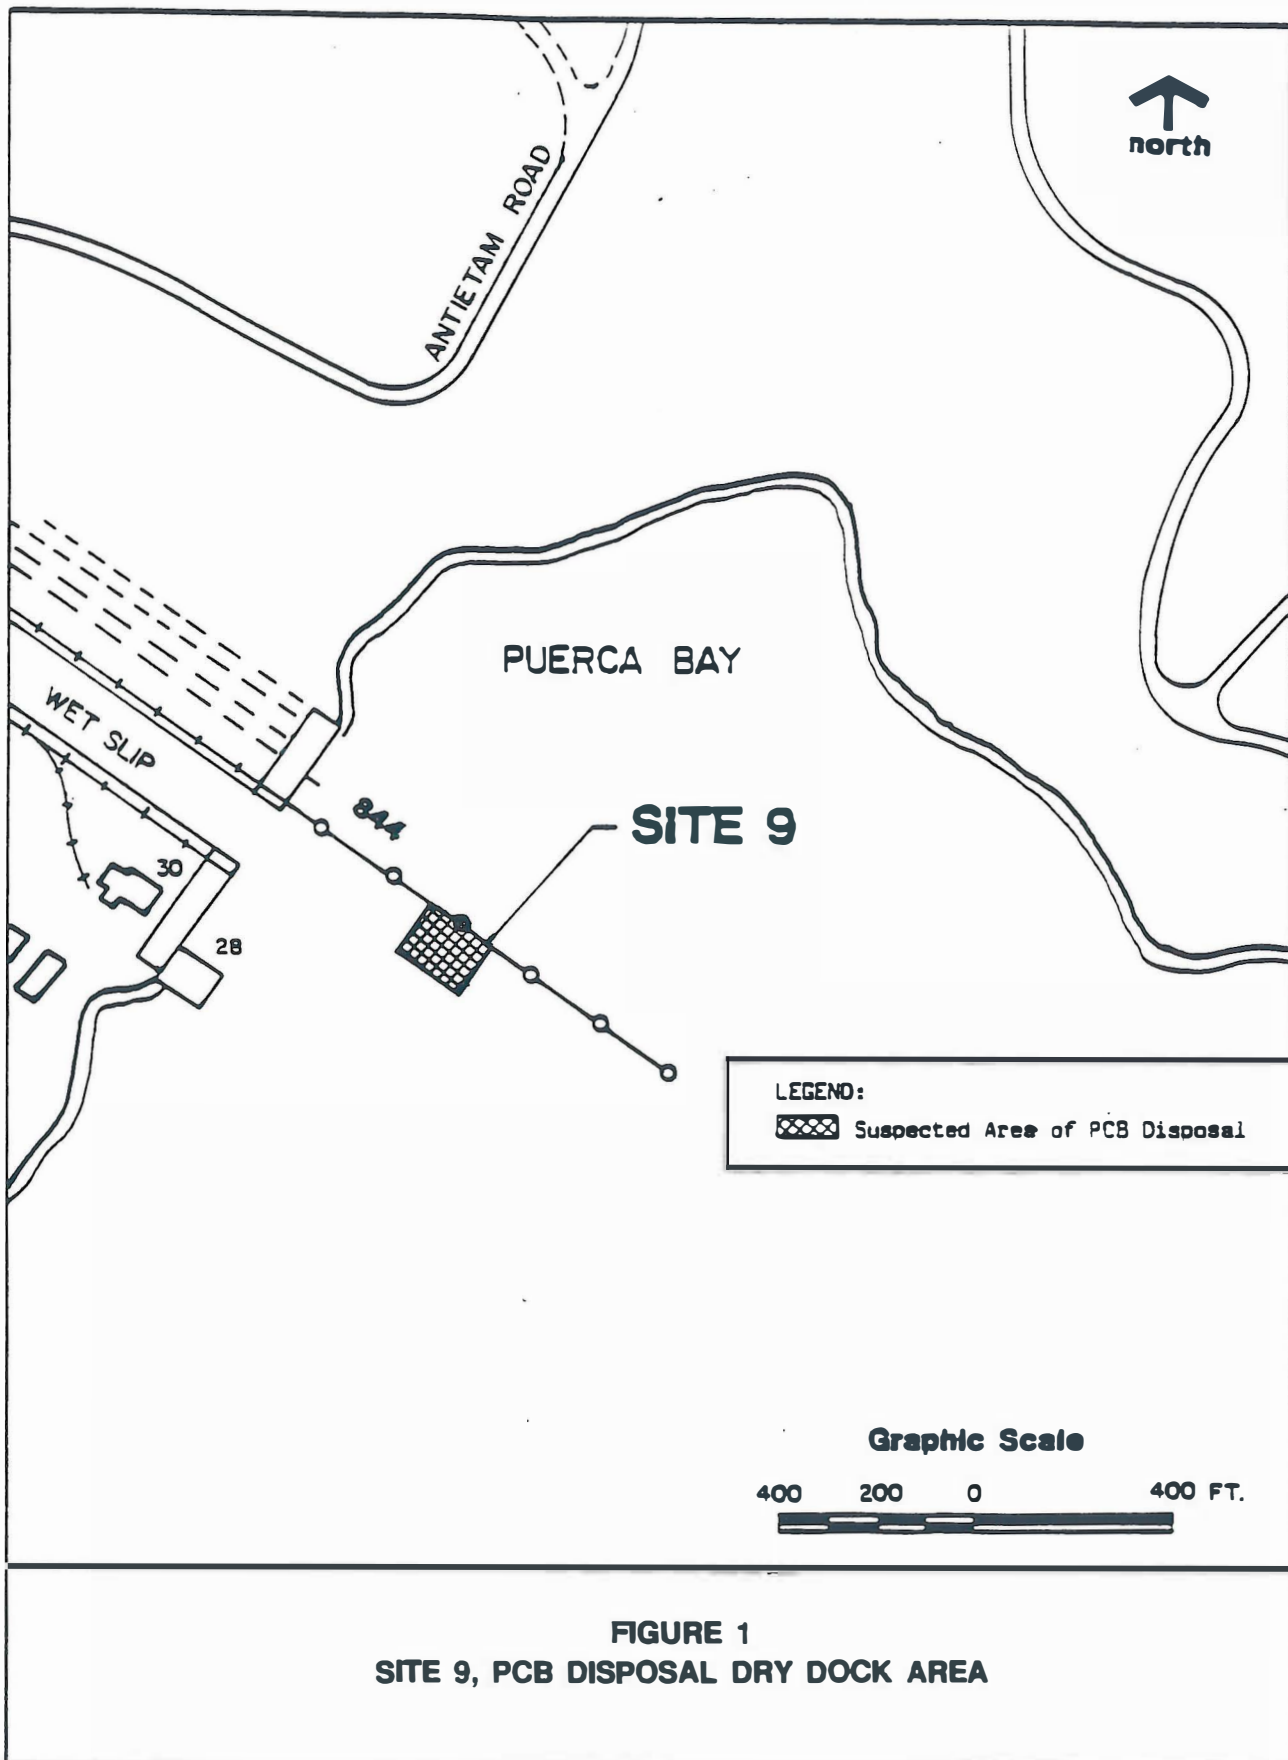 north
ANTIETAM ROAD
PUERCA BAY
WET SLIP
844
SITE 9
30
28
LEGEND:
Suspected Area of PCB Disposal
Graphic Scale
400 200 0 400 FT.
FIGURE 1
SITE 9, PCB DISPOSAL DRY DOCK AREA